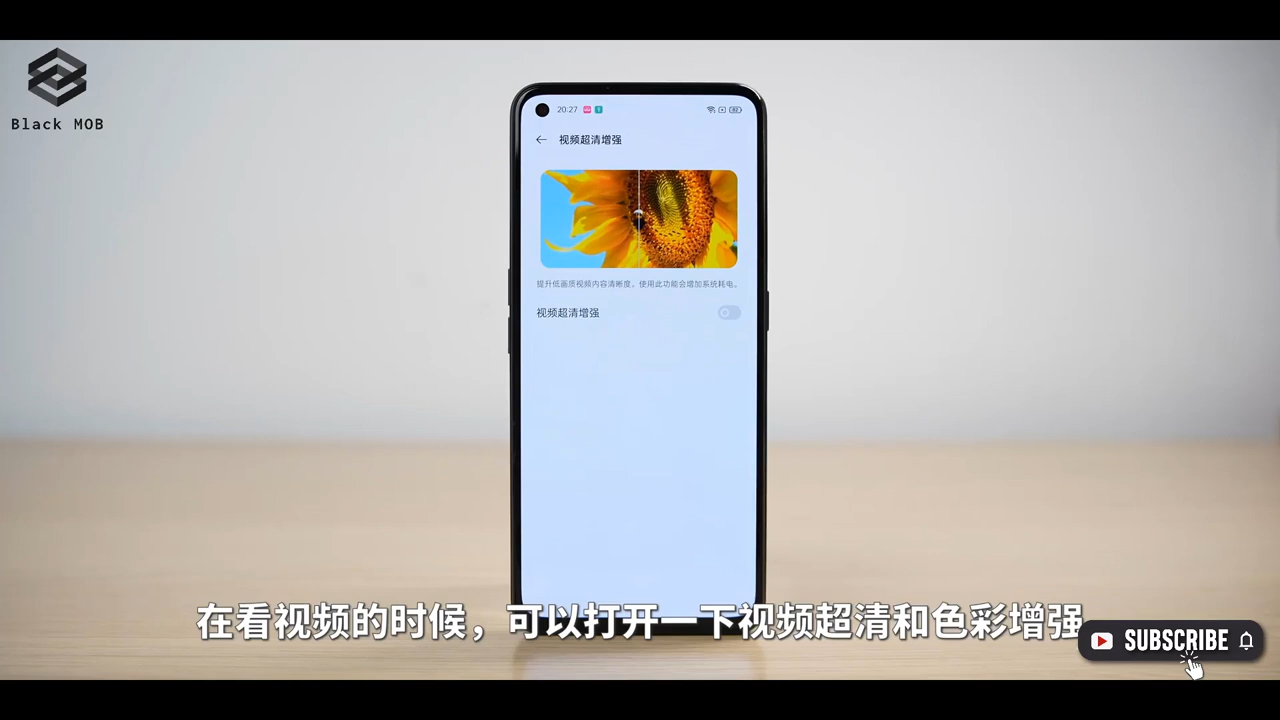 Black MOB
20:27
视频超清增强
提升低画质视频内容清晰度，使用此功能会增加系统耗电。
视频超清增强
在看视频的时候，可以打开一下视频超清和色彩增强
SUBSCRIBE